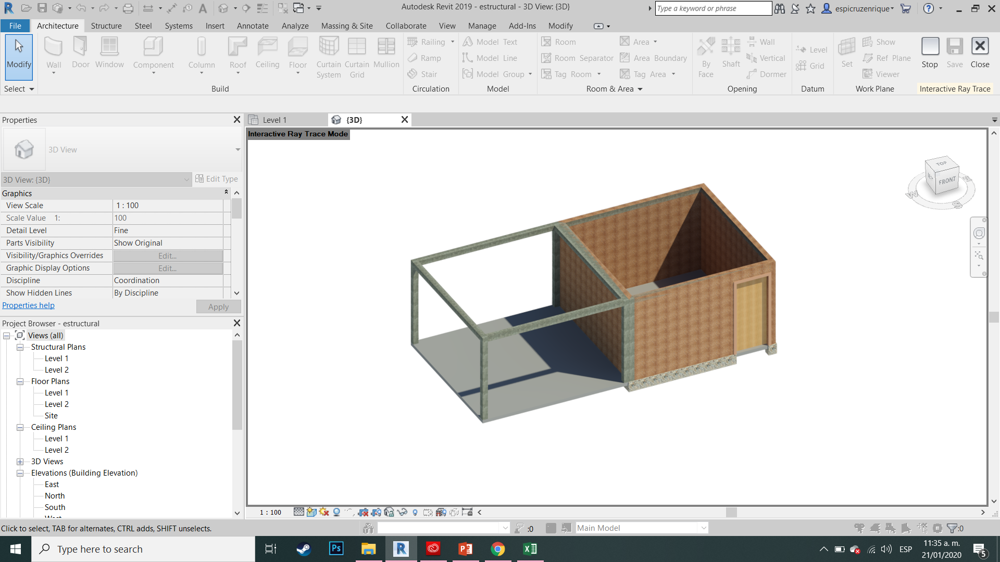 Autodesk Revit 2019 - estructural - 3D View: {3D}
Type a keyword or phrase
espicruzenrique
File Architecture Structure Steel Systems Insert Annotate Analyze Massing & Site Collaborate View Manage Add-Ins Modify
Modify
Wall
Door
Window
Component
Column
Roof
Ceiling
Floor
Curtain System
Curtain Grid
Mullion
Railing
Ramp
Stair
Model Text
Model Line
Model Group
Room
Room Separator
Tag Room
Area
Area Boundary
Tag Area
By Face
Shaft
Wall
Vertical
Dormer
Level
Grid
Set
Show
Ref Plane
Viewer
Stop
Save
Close
Select
Build
Circulation
Model
Room & Area
Opening
Datum
Work Plane
Interactive Ray Trace
Properties
3D View
3D View: {3D}
Edit Type
Graphics
View Scale 1 : 100
Scale Value 1: 100
Detail Level Fine
Parts Visibility Show Original
Visibility/Graphics Overrides Edit...
Graphic Display Options Edit...
Discipline Coordination
Show Hidden Lines By Discipline
Properties help
Apply
Project Browser - estructural
Views (all)
Structural Plans
Level 1
Level 2
Floor Plans
Level 1
Level 2
Site
Ceiling Plans
Level 1
Level 2
3D Views
Elevations (Building Elevation)
East
North
South
West
Level 1
{3D}
Interactive Ray Trace Mode
TOP
FRONT
W
S
1 : 100
Click to select, TAB for alternates, CTRL adds, SHIFT unselects.
:0
Main Model
:0
Type here to search
Ps
R
ESP
11:35 a. m.
21/01/2020
5